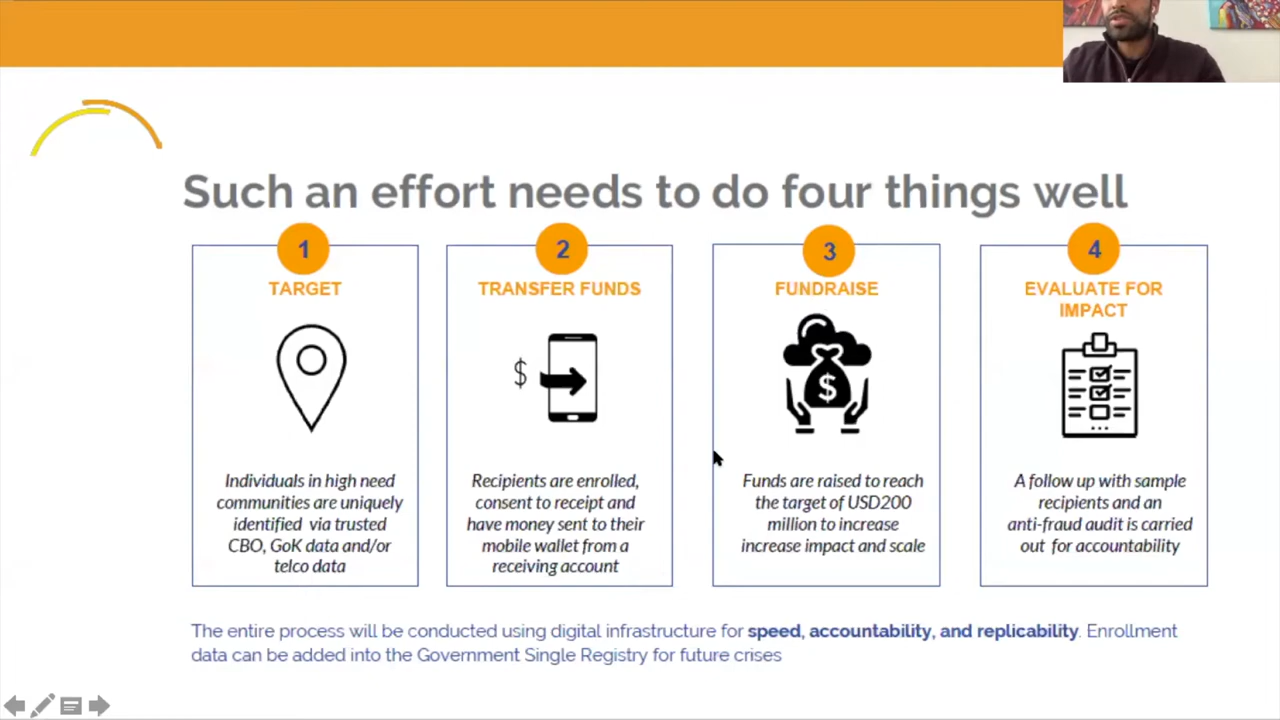 Such an effort needs to do four things well
1
TARGET
Individuals in high need
communities are uniquely
identified via trusted
CBO, GoK data and/or
telco data
2
TRANSFER FUNDS
$
Recipients are enrolled,
consent to receipt and
have money sent to their
mobile wallet from a
receiving account
3
FUNDRAISE
$
Funds are raised to reach
the target of USD200
million to increase
increase impact and scale
4
EVALUATE FOR
IMPACT
A follow up with sample
recipients and an
anti-fraud audit is carried
out for accountability
The entire process will be conducted using digital infrastructure for speed, accountability, and replicability. Enrollment
data can be added into the Government Single Registry for future crises